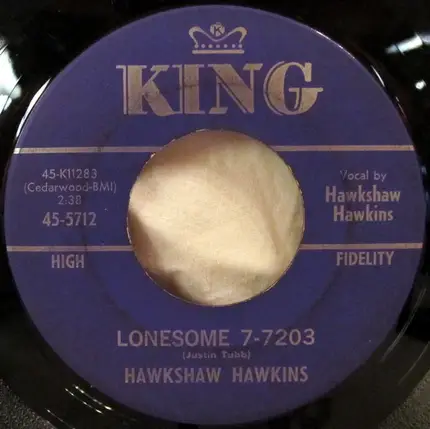 K
KING
45-K11283
(Cedarwood-BMI)
2:38
45-5712
Vocal by
Hawkshaw
Hawkins
HIGH
FIDELITY
LONESOME 7-7203
(Justin Tubb)
HAWKSHAW HAWKINS